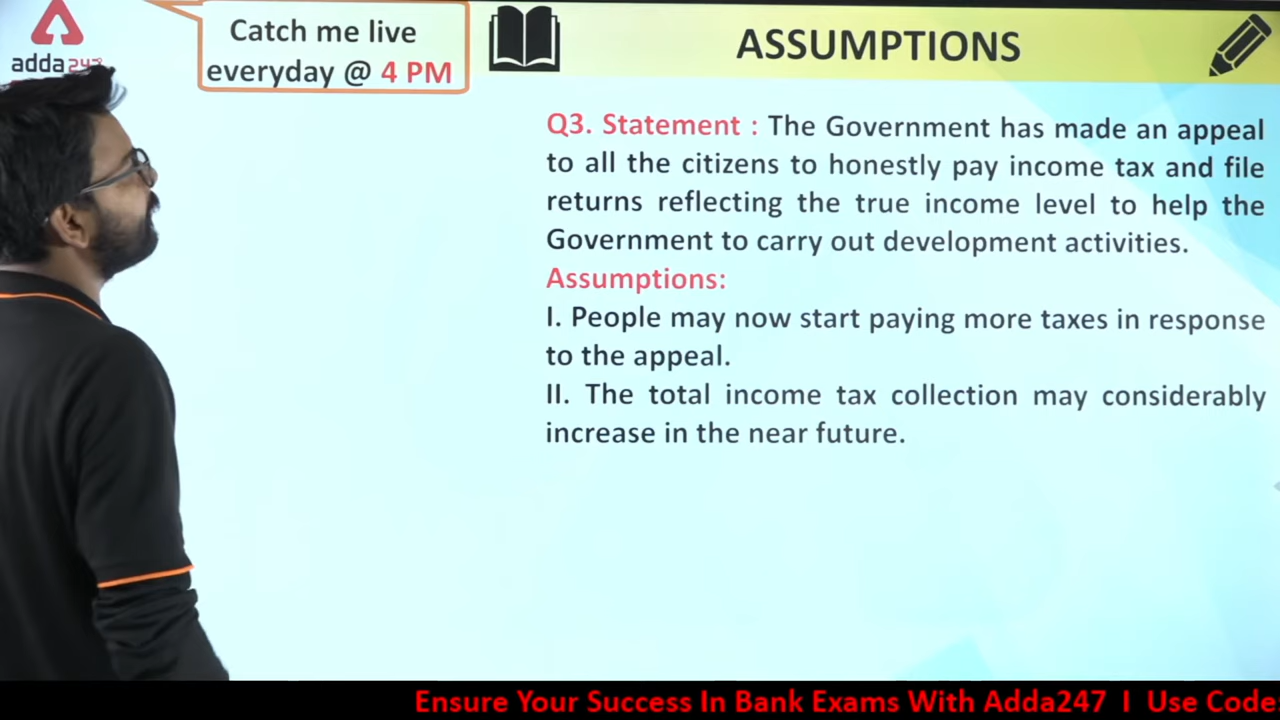 adda247
Catch me live
everyday @ 4 PM
ASSUMPTIONS
Q3. Statement : The Government has made an appeal
to all the citizens to honestly pay income tax and file
returns reflecting the true income level to help the
Government to carry out development activities.
Assumptions:
I. People may now start paying more taxes in response
to the appeal.
II. The total income tax collection may considerably
increase in the near future.
Ensure Your Success In Bank Exams With Adda247 I Use Code